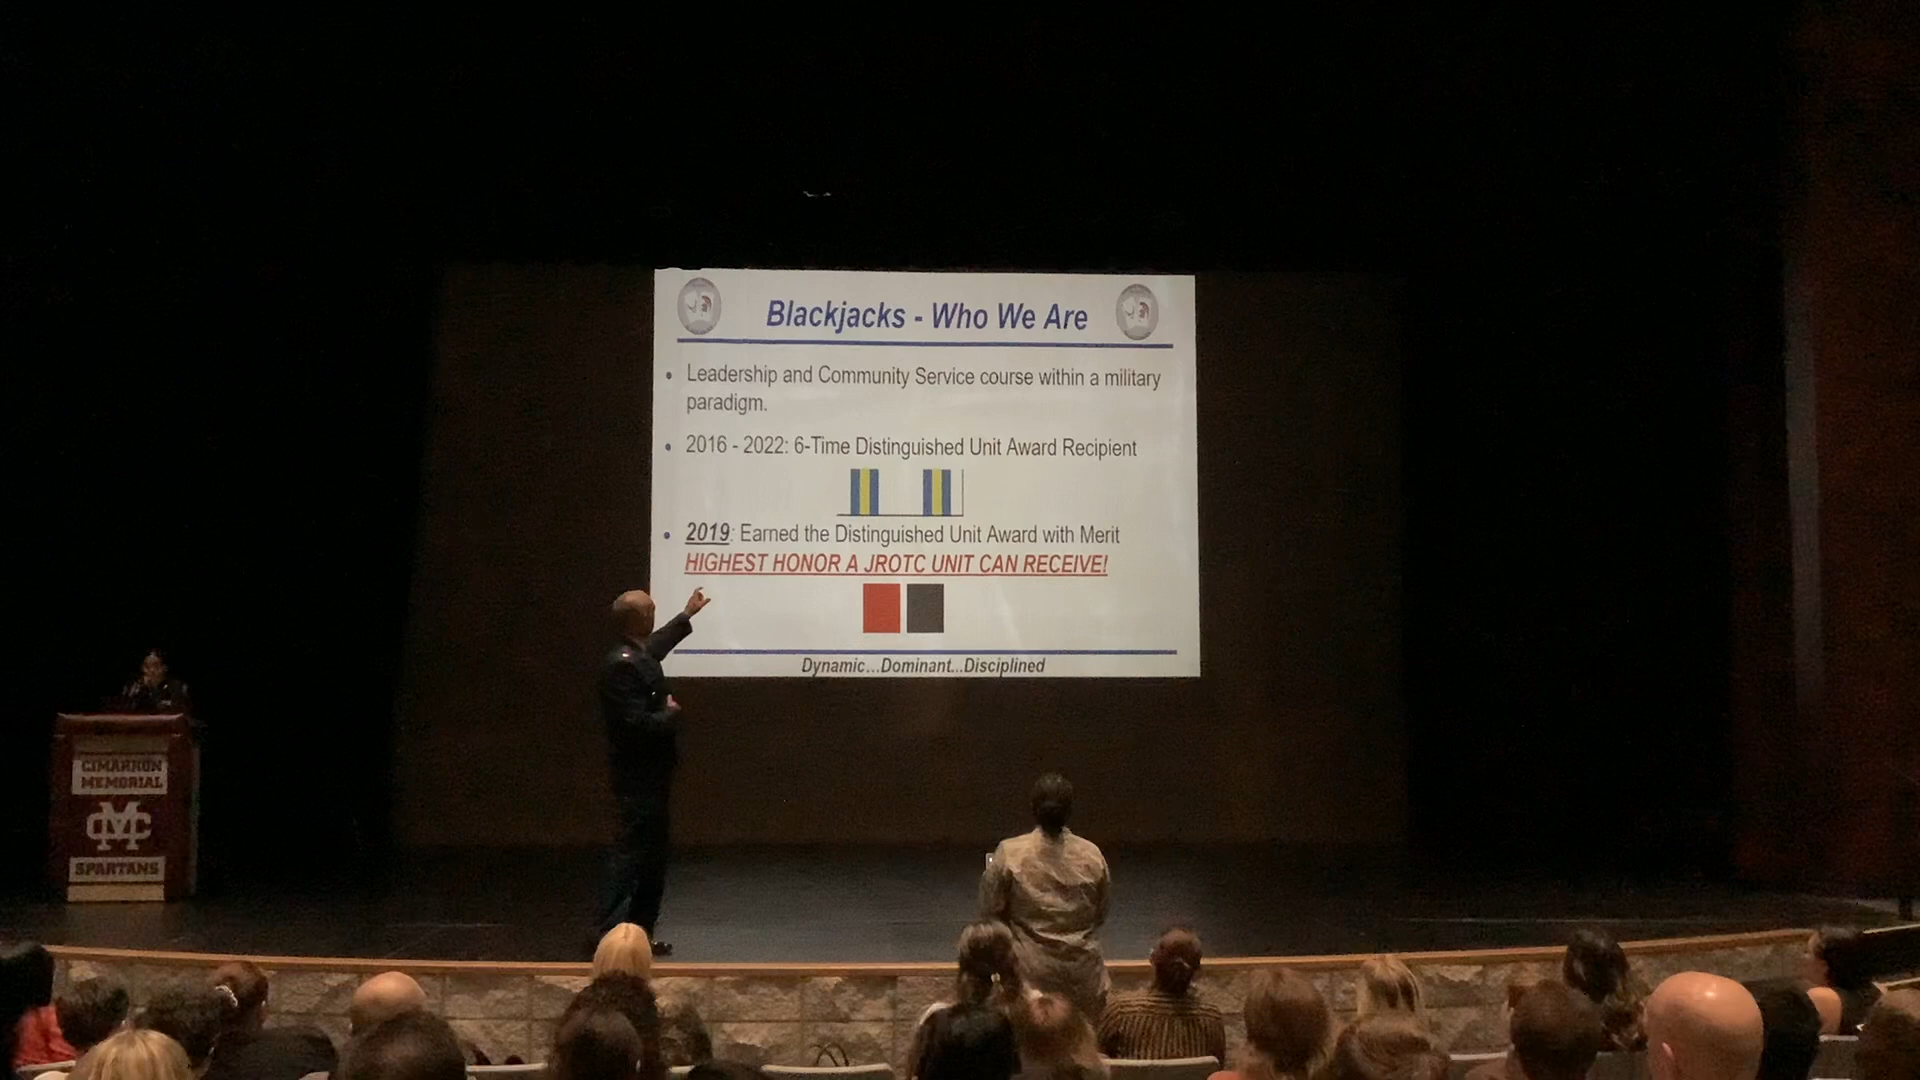 Blackjacks - Who We Are
Leadership and Community Service course within a military
paradigm.
2016 - 2022: 6-Time Distinguished Unit Award Recipient
2019: Earned the Distinguished Unit Award with Merit
HIGHEST HONOR A JROTC UNIT CAN RECEIVE!
Dynamic...Dominant...Disciplined
CIMARRON
MEMORIAL
CM
SPARTANS